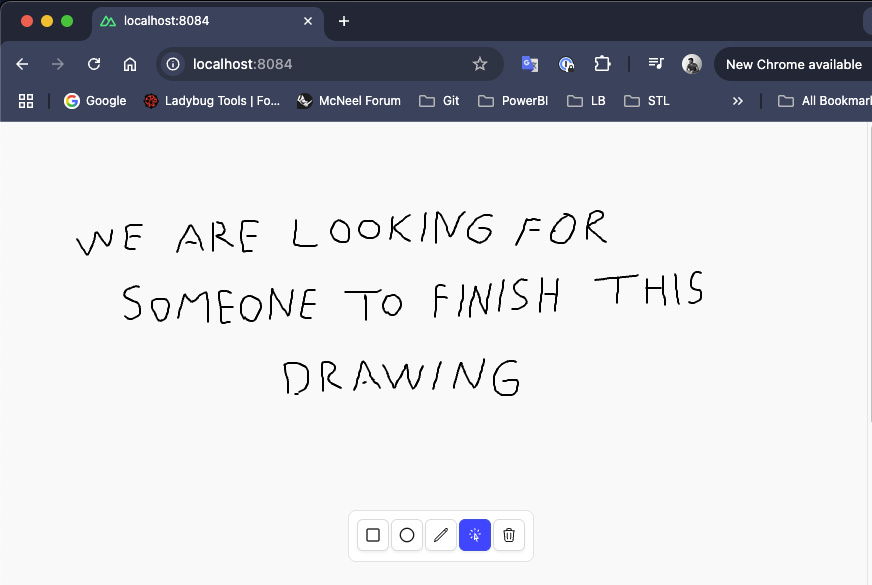 localhost:8084
localhost:8084
New Chrome available
Google
Ladybug Tools | Fo...
McNeel Forum
Git
PowerBI
LB
STL
All Bookmar
WE ARE LOOKING FOR
SOMEONE TO FINISH THIS
DRAWING